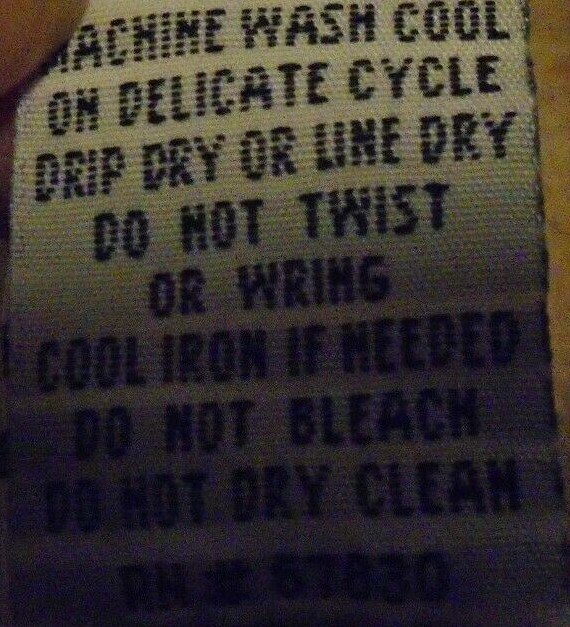 MACHINE WASH COOL
ON DELICATE CYCLE
DRIP DRY OR LINE DRY
DO NOT TWIST
OR WRING
COOL IRON IF NEEDED
DO NOT BLEACH
DO NOT DRY CLEAN
RN #